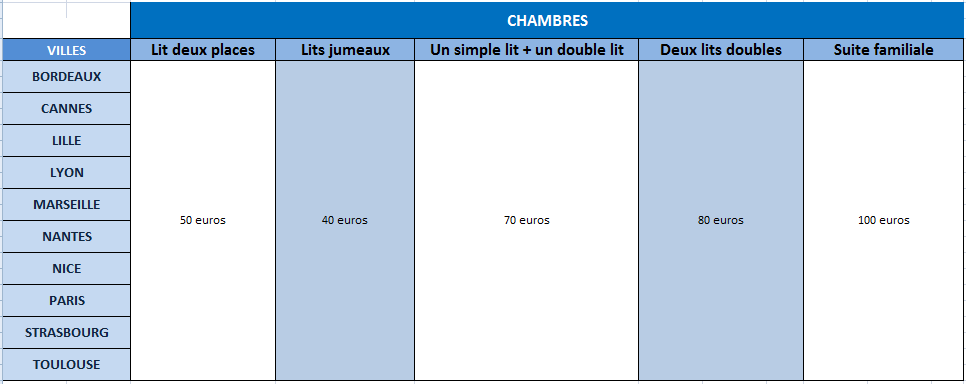 CHAMBRES
VILLES Lit deux places Lits jumeaux Un simple lit + un double lit Deux lits doubles Suite familiale
BORDEAUX
CANNES
LILLE
LYON
MARSEILLE
50 euros 40 euros 70 euros 80 euros 100 euros
NANTES
NICE
PARIS
STRASBOURG
TOULOUSE